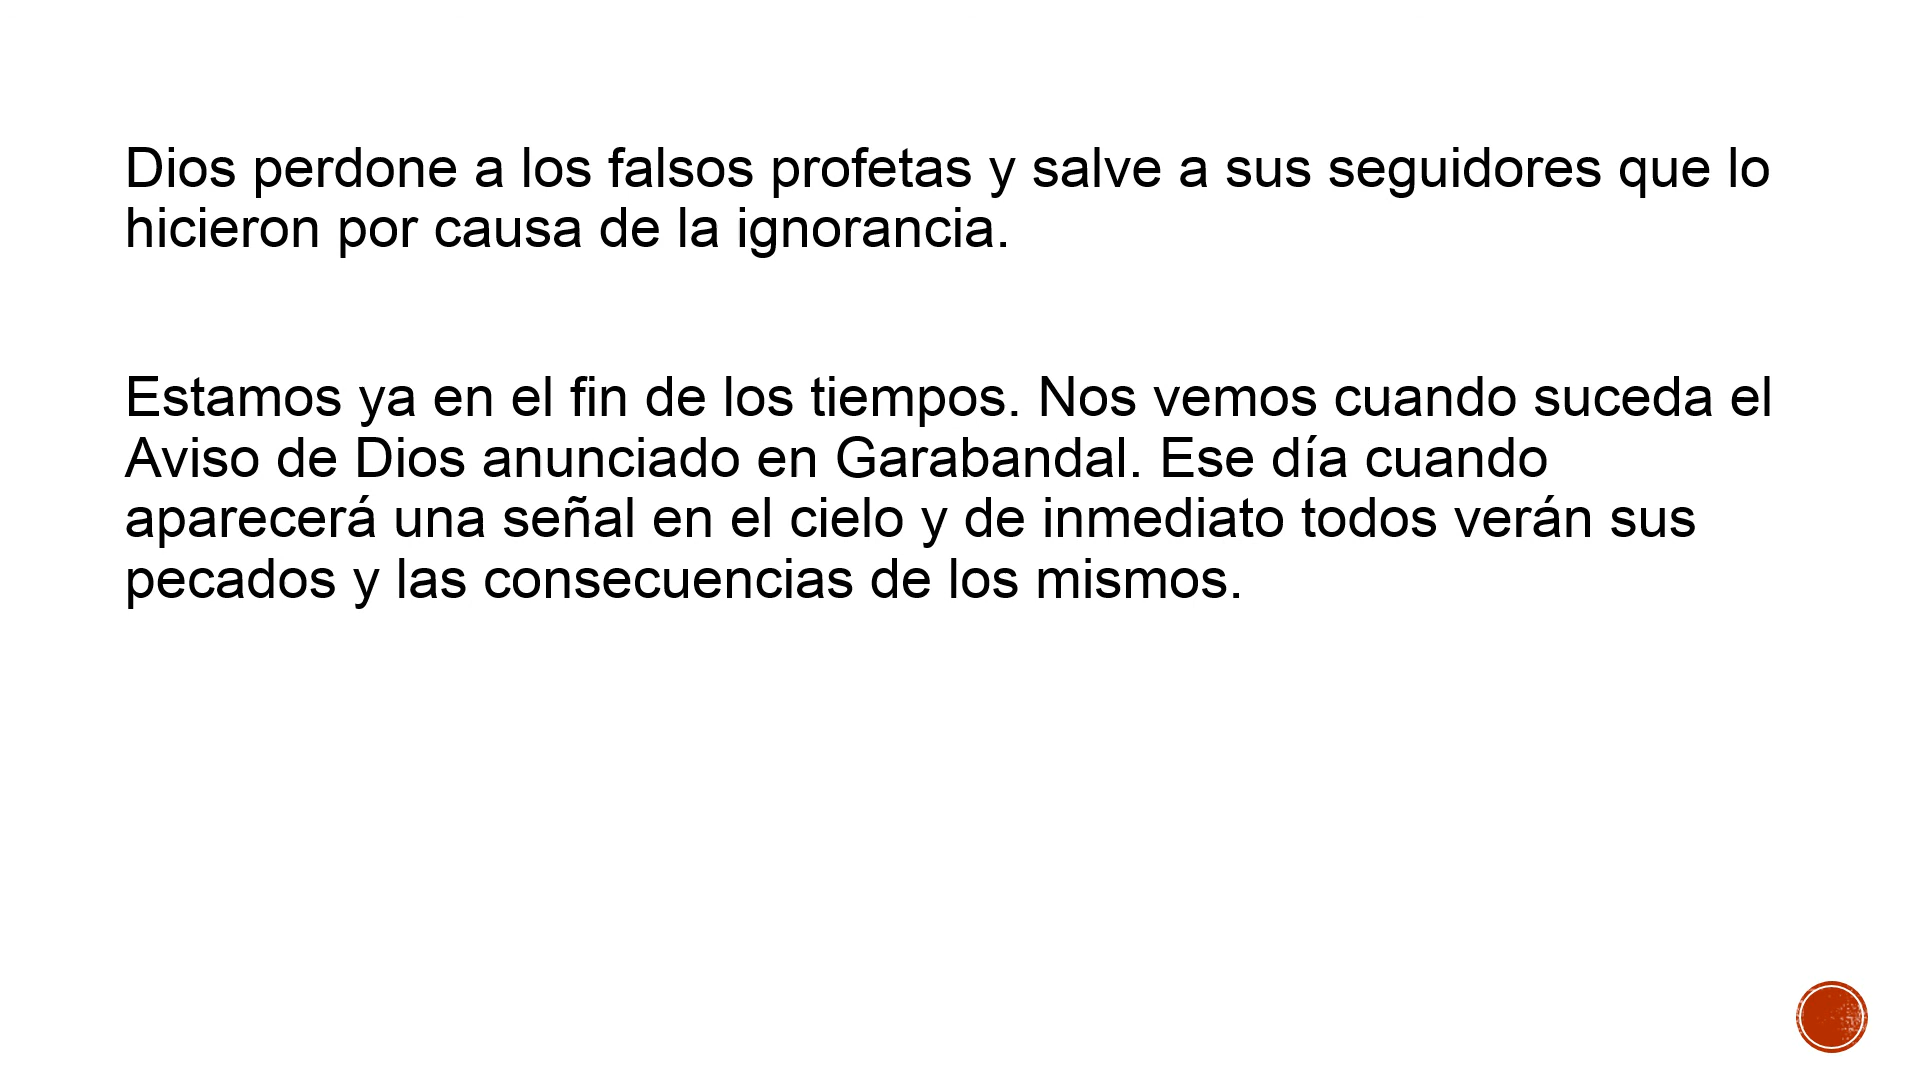 Dios perdone a los falsos profetas y salve a sus seguidores que lo
hicieron por causa de la ignorancia.
Estamos ya en el fin de los tiempos. Nos vemos cuando suceda el
Aviso de Dios anunciado en Garabandal. Ese día cuando
aparecerá una señal en el cielo y de inmediato todos verán sus
pecados y las consecuencias de los mismos.